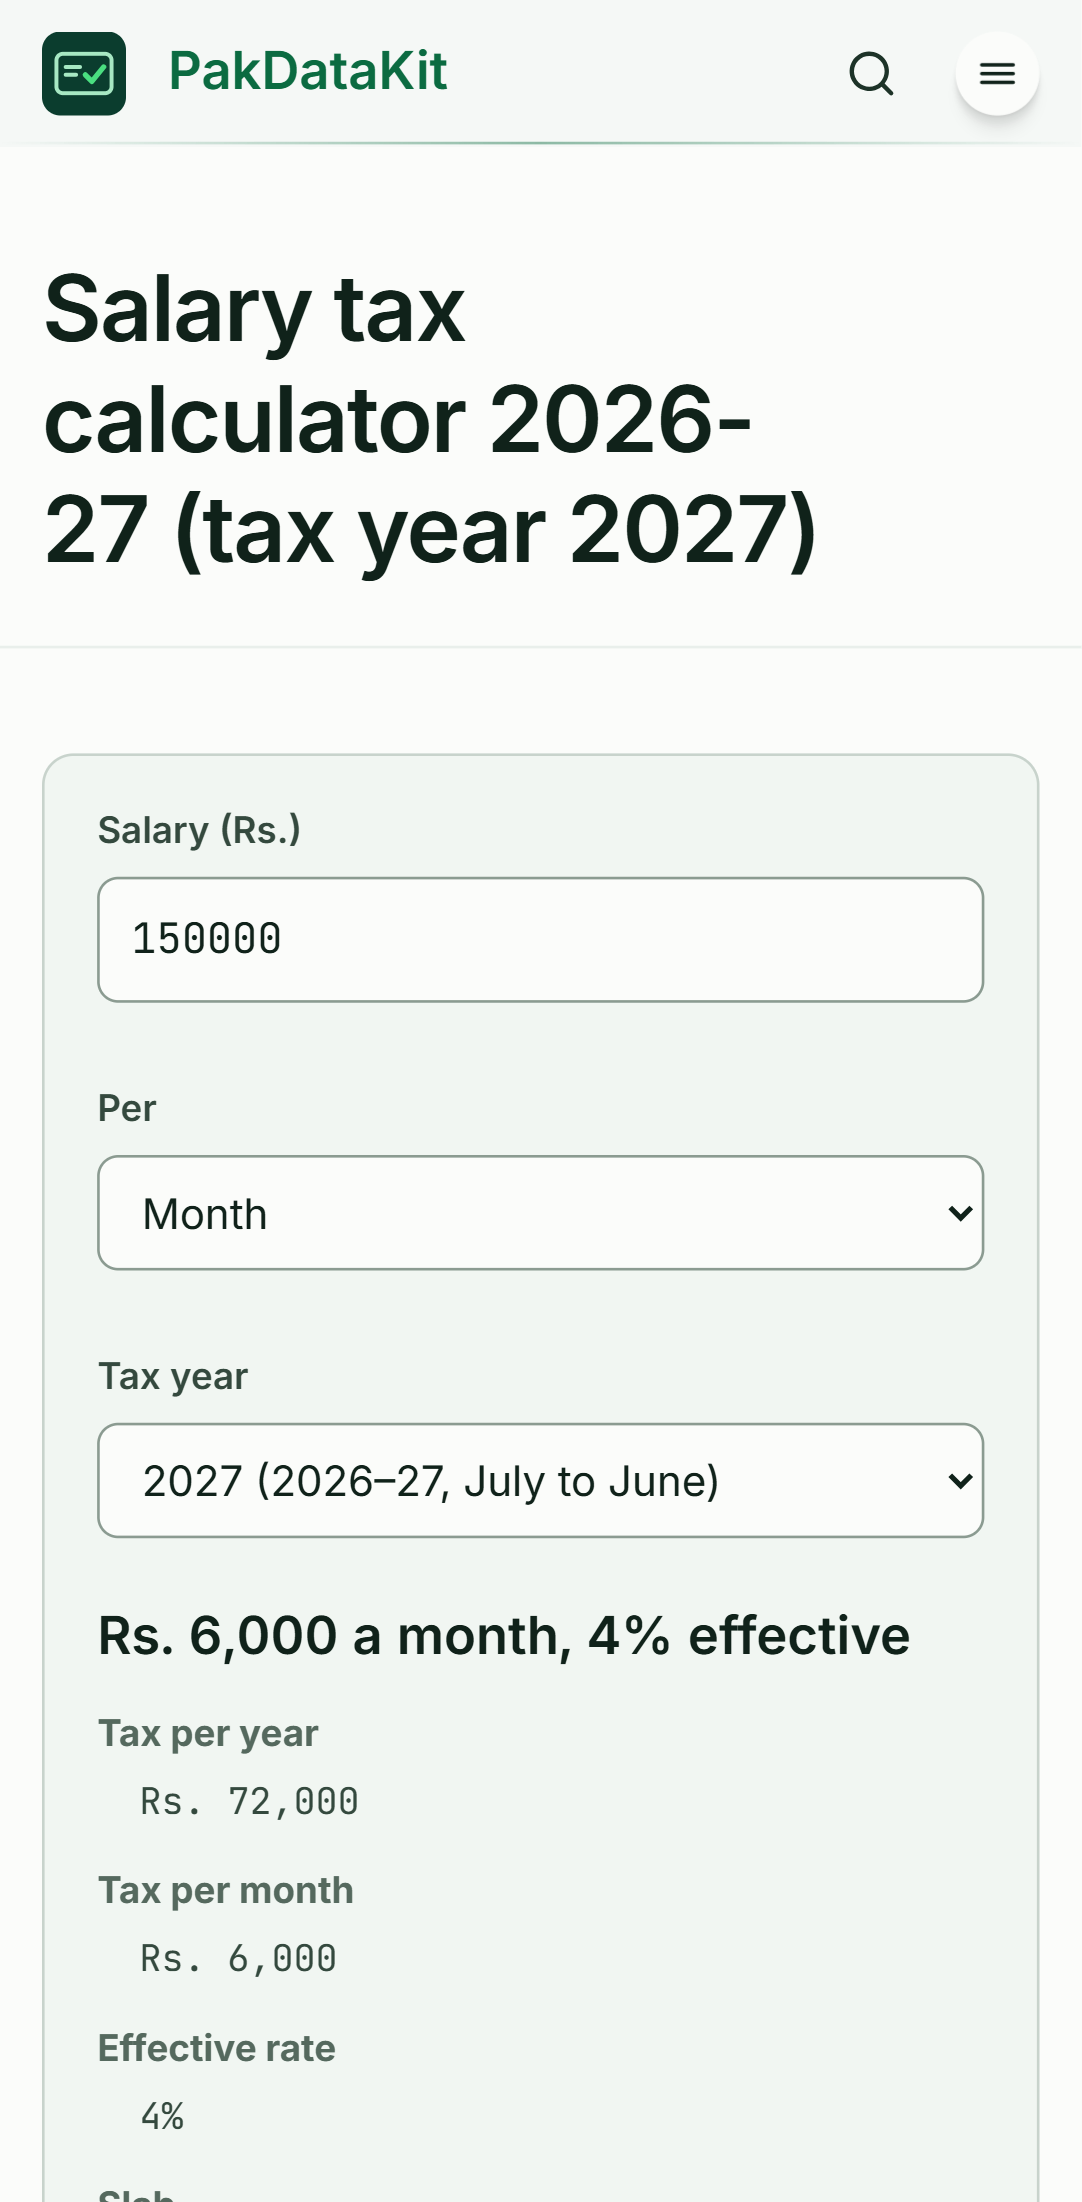 PakDataKit
Salary tax
calculator 2026-
27 (tax year 2027)
Salary (Rs.)
150000
Per
Month
Tax year
2027 (2026–27, July to June)
Rs. 6,000 a month, 4% effective
Tax per year
Rs. 72,000
Tax per month
Rs. 6,000
Effective rate
4%
Slab